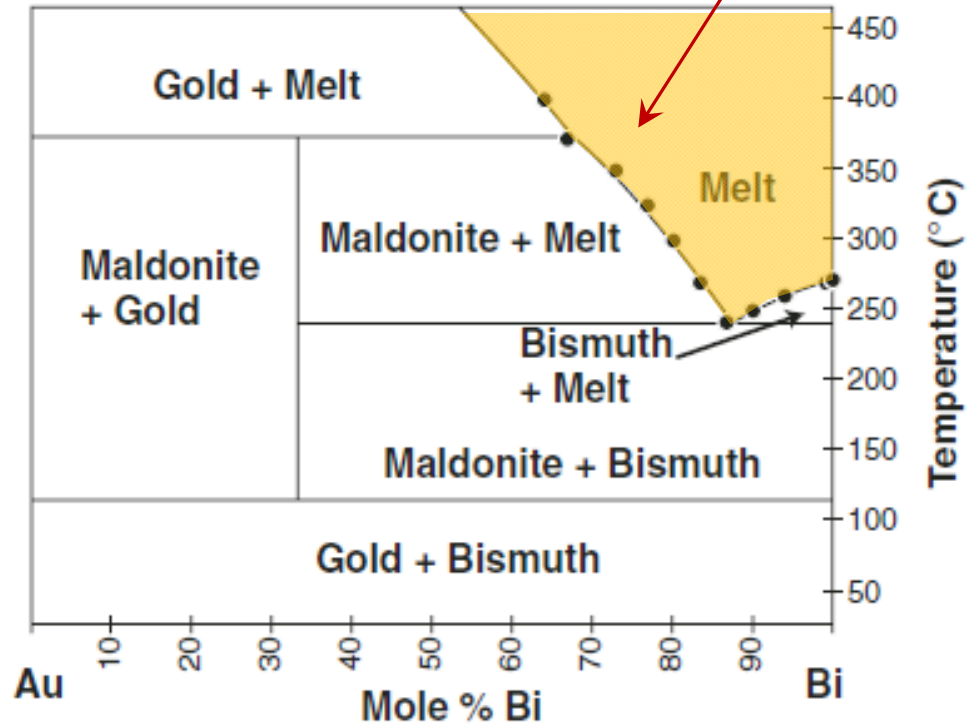 450
Gold + Melt
400
350
Melt
Maldonite + Melt
300
Maldonite
+ Gold
250
Bismuth
+ Melt
200
Maldonite + Bismuth
150
100
Gold + Bismuth
50
Temperature (°C)
10
20
30
40
50
60
70
80
90
Au
Mole % Bi
Bi